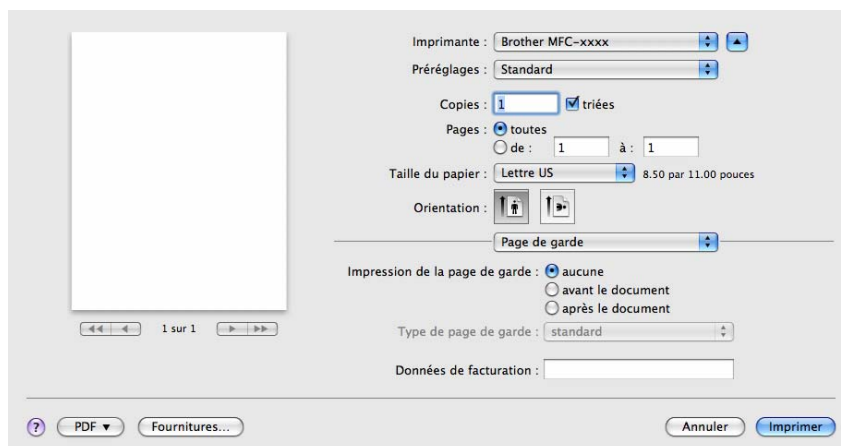 Imprimante : Brother MFC-xxxx
Préréglages : Standard
Copies : 1 triées
Pages : toutes
de : 1 à : 1
Taille du papier : Lettre US 8.50 par 11.00 pouces
Orientation :
Page de garde
Impression de la page de garde : aucune
avant le document
après le document
Type de page de garde : standard
Données de facturation :
1 sur 1
? PDF Fournitures... Annuler Imprimer